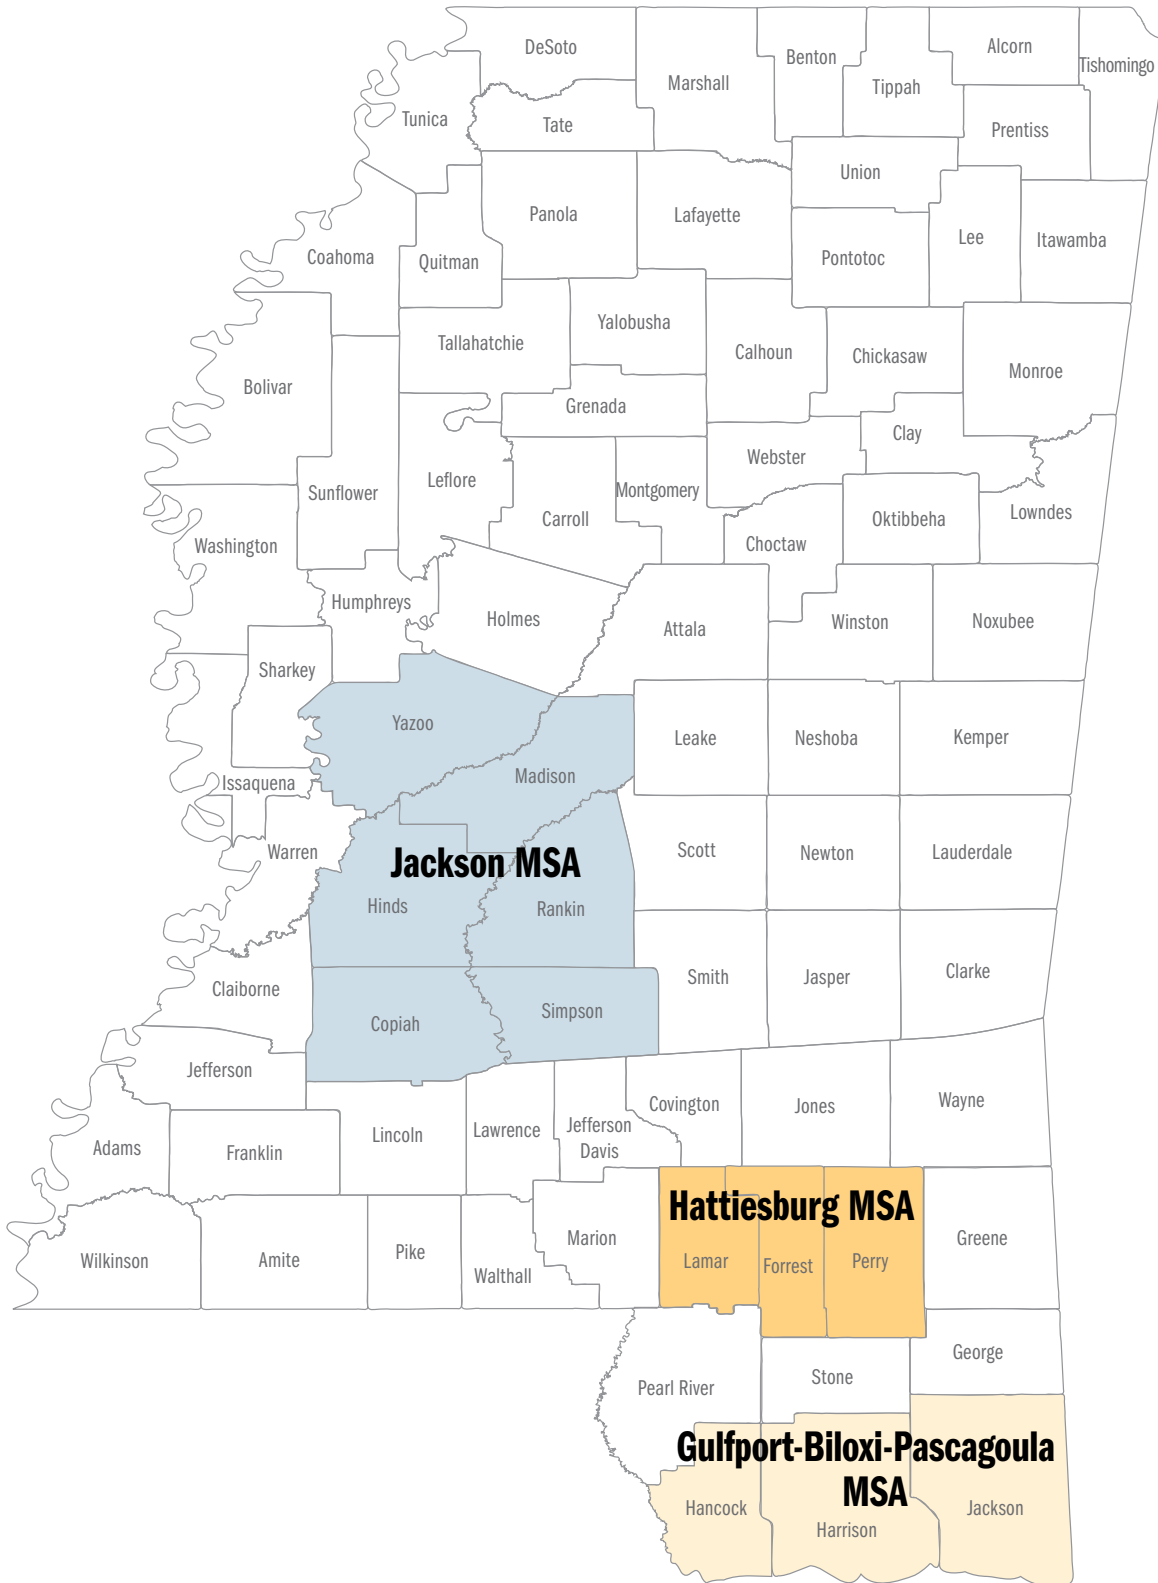 DeSoto
Marshall
Benton
Tippah
Alcorn
Tishomingo
Tunica
Tate
Prentiss
Union
Panola
Lafayette
Coahoma
Quitman
Pontotoc
Lee
Itawamba
Tallahatchie
Yalobusha
Calhoun
Chickasaw
Monroe
Bolivar
Grenada
Clay
Webster
Sunflower
Leflore
Montgomery
Carroll
Oktibbeha
Lowndes
Washington
Choctaw
Humphreys
Holmes
Attala
Winston
Noxubee
Sharkey
Yazoo
Leake
Neshoba
Kemper
Issaquena
Madison
Warren
Jackson MSA
Scott
Newton
Lauderdale
Hinds
Rankin
Claiborne
Smith
Jasper
Clarke
Copiah
Simpson
Jefferson
Covington
Jones
Wayne
Adams
Franklin
Lincoln
Lawrence
Jefferson
Davis
Hattiesburg MSA
Wilkinson
Amite
Pike
Walthall
Marion
Lamar
Forrest
Perry
Greene
Pearl River
Stone
George
Gulfport-Biloxi-Pascagoula
MSA
Hancock
Harrison
Jackson